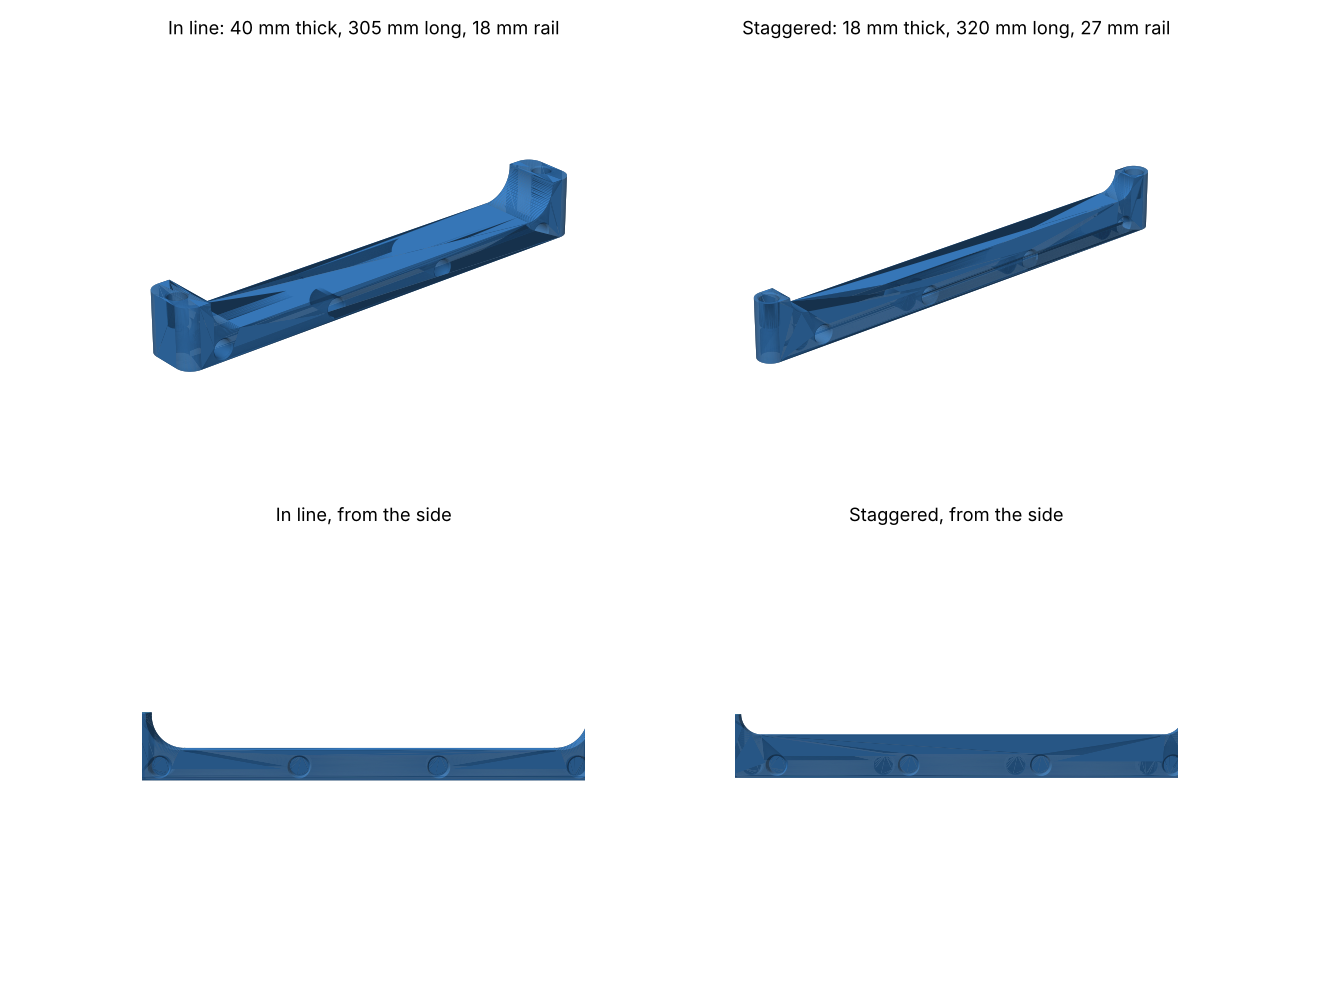 In line: 40 mm thick, 305 mm long, 18 mm rail
Staggered: 18 mm thick, 320 mm long, 27 mm rail
In line, from the side
Staggered, from the side